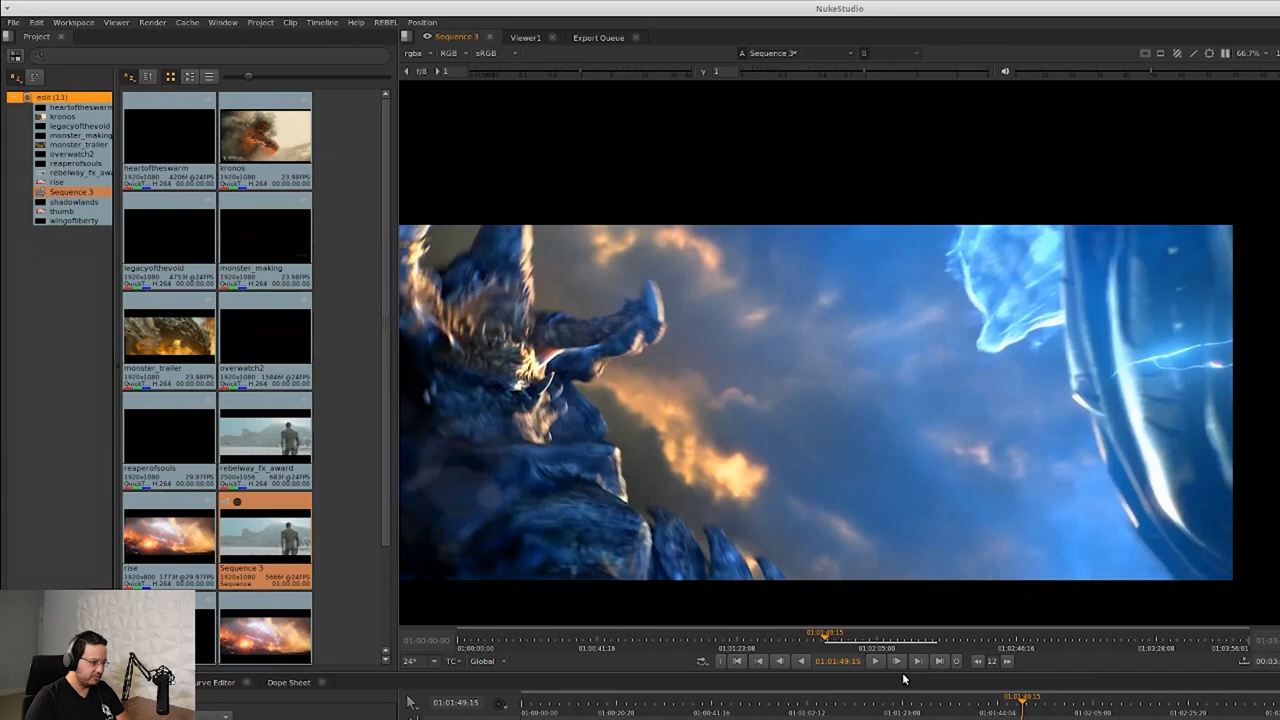 NukeStudio
File Edit Workspace Viewer Render Cache Window Project Clip Timeline Help REBEL Position
Project
Sequence 3 Viewer1 Export Queue
rgba RGB sRGB A Sequence 3* B 66.7%
f/8 1 Y 1
edit (13)
heartoftheswarm
kronos
legacyofthevoid
monster_making
monster_trailer
overwatch2
reaperofsouls
rebelway_fx_awa
rise
Sequence 3
shadowlands
thumb
wingofliberty
heartoftheswarm
1920x1080 4206f @24FPS
QuickT... H.264 00:00:00:00
kronos
1920x1080 23.98FPS
QuickT... H.264 00:00:00:00
legacyofthevoid
1920x1080 4753f @24FPS
QuickT... H.264 00:00:00:00
monster_making
1920x1080 23.98FPS
QuickT... H.264 00:00:00:00
monster_trailer
1920x1080 23.98FPS
QuickT... H.264 00:00:00:00
overwatch2
1920x1080 15846f @24FPS
QuickT... H.264 00:00:00:00
reaperofsouls
1920x1080 29.97FPS
QuickT... H.264 00:00:00:00
rebelway_fx_award
2500x1056 683f @24FPS
QuickT... H.264 00:00:00:00
rise
1920x800 1773f @29.97FPS
QuickT... H.264 00:00:00:00
Sequence 3
1920x1080 5666f @24FPS
Sequence 01:00:00:00
01:01:49:15
01:00:00:00
01:00:00:00 01:00:41:16 01:01:23:08 01:02:05:00 01:02:46:16 01:03:28:08 01:03:56:01
24* TC Global 01:01:49:15 12 00:03:
urve Editor Dope Sheet
01:01:49:15
01:01:49:15
01:00:00:00 01:00:20:20 01:00:41:16 01:01:02:12 01:01:23:08 01:01:44:04 01:02:05:00 01:02:25:20